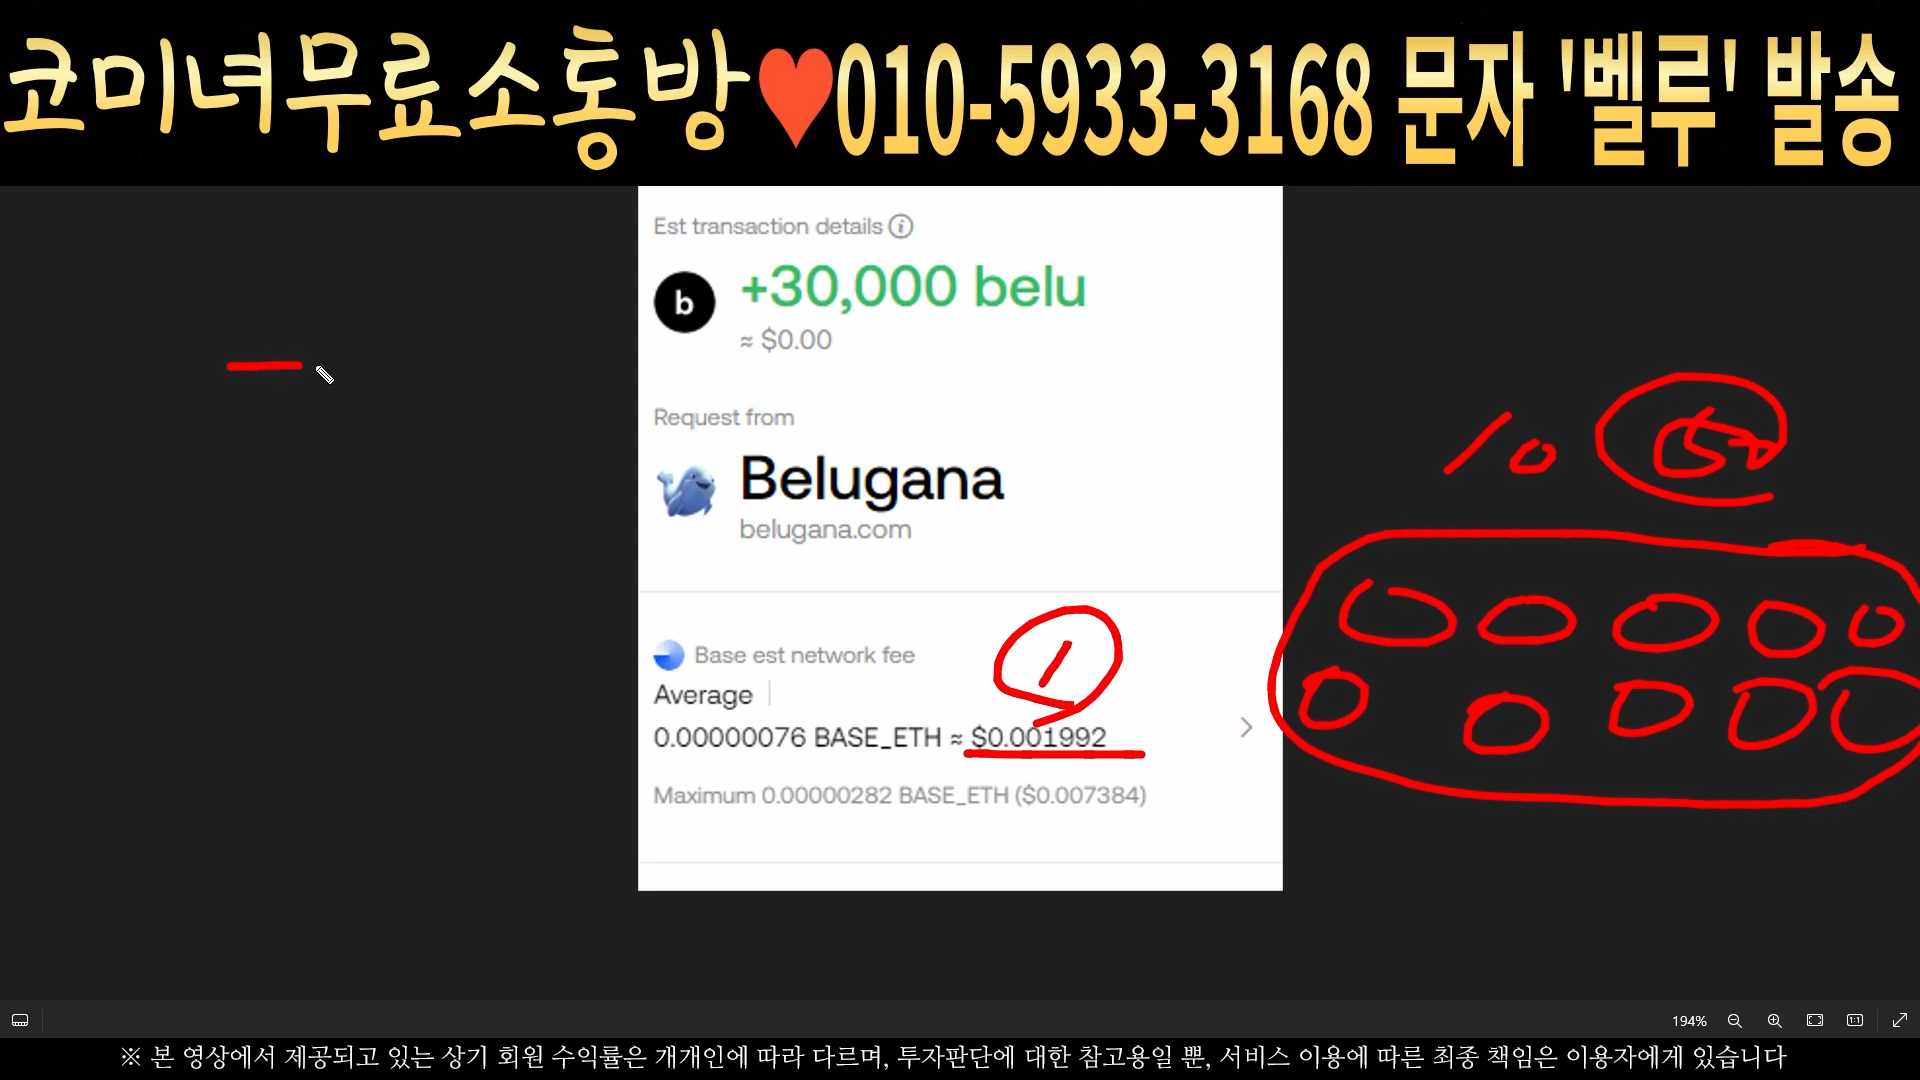 코미녀무료소통방♥010-5933-3168 문자 '벨루' 발송
Est transaction details
b
+30,000 belu
≈ $0.00
Request from
Belugana
belugana.com
Base est network fee
1
Average
0.00000076 BASE_ETH ≈ $0.001992
Maximum 0.00000282 BASE_ETH ($0.007384)
10
194%
※ 본 영상에서 제공되고 있는 상기 회원 수익률은 개개인에 따라 다르며, 투자판단에 대한 참고용일 뿐, 서비스 이용에 따른 최종 책임은 이용자에게 있습니다